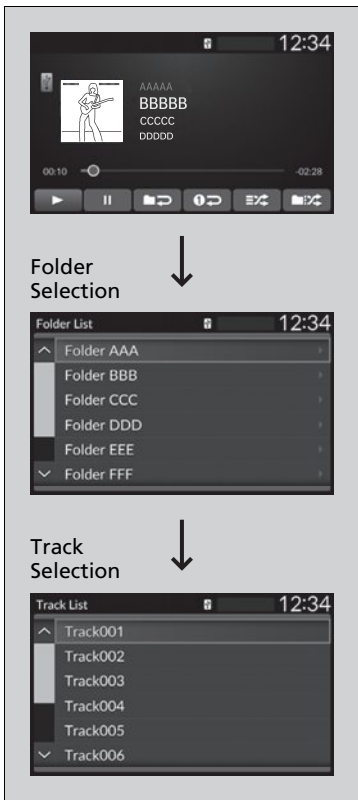 12:34
AAAAA
BBBBB
CCCCC
DDDDD
00:10 -02:28
Folder
Selection
Folder List 12:34
Folder AAA
Folder BBB
Folder CCC
Folder DDD
Folder EEE
Folder FFF
Track
Selection
Track List 12:34
Track001
Track002
Track003
Track004
Track005
Track006